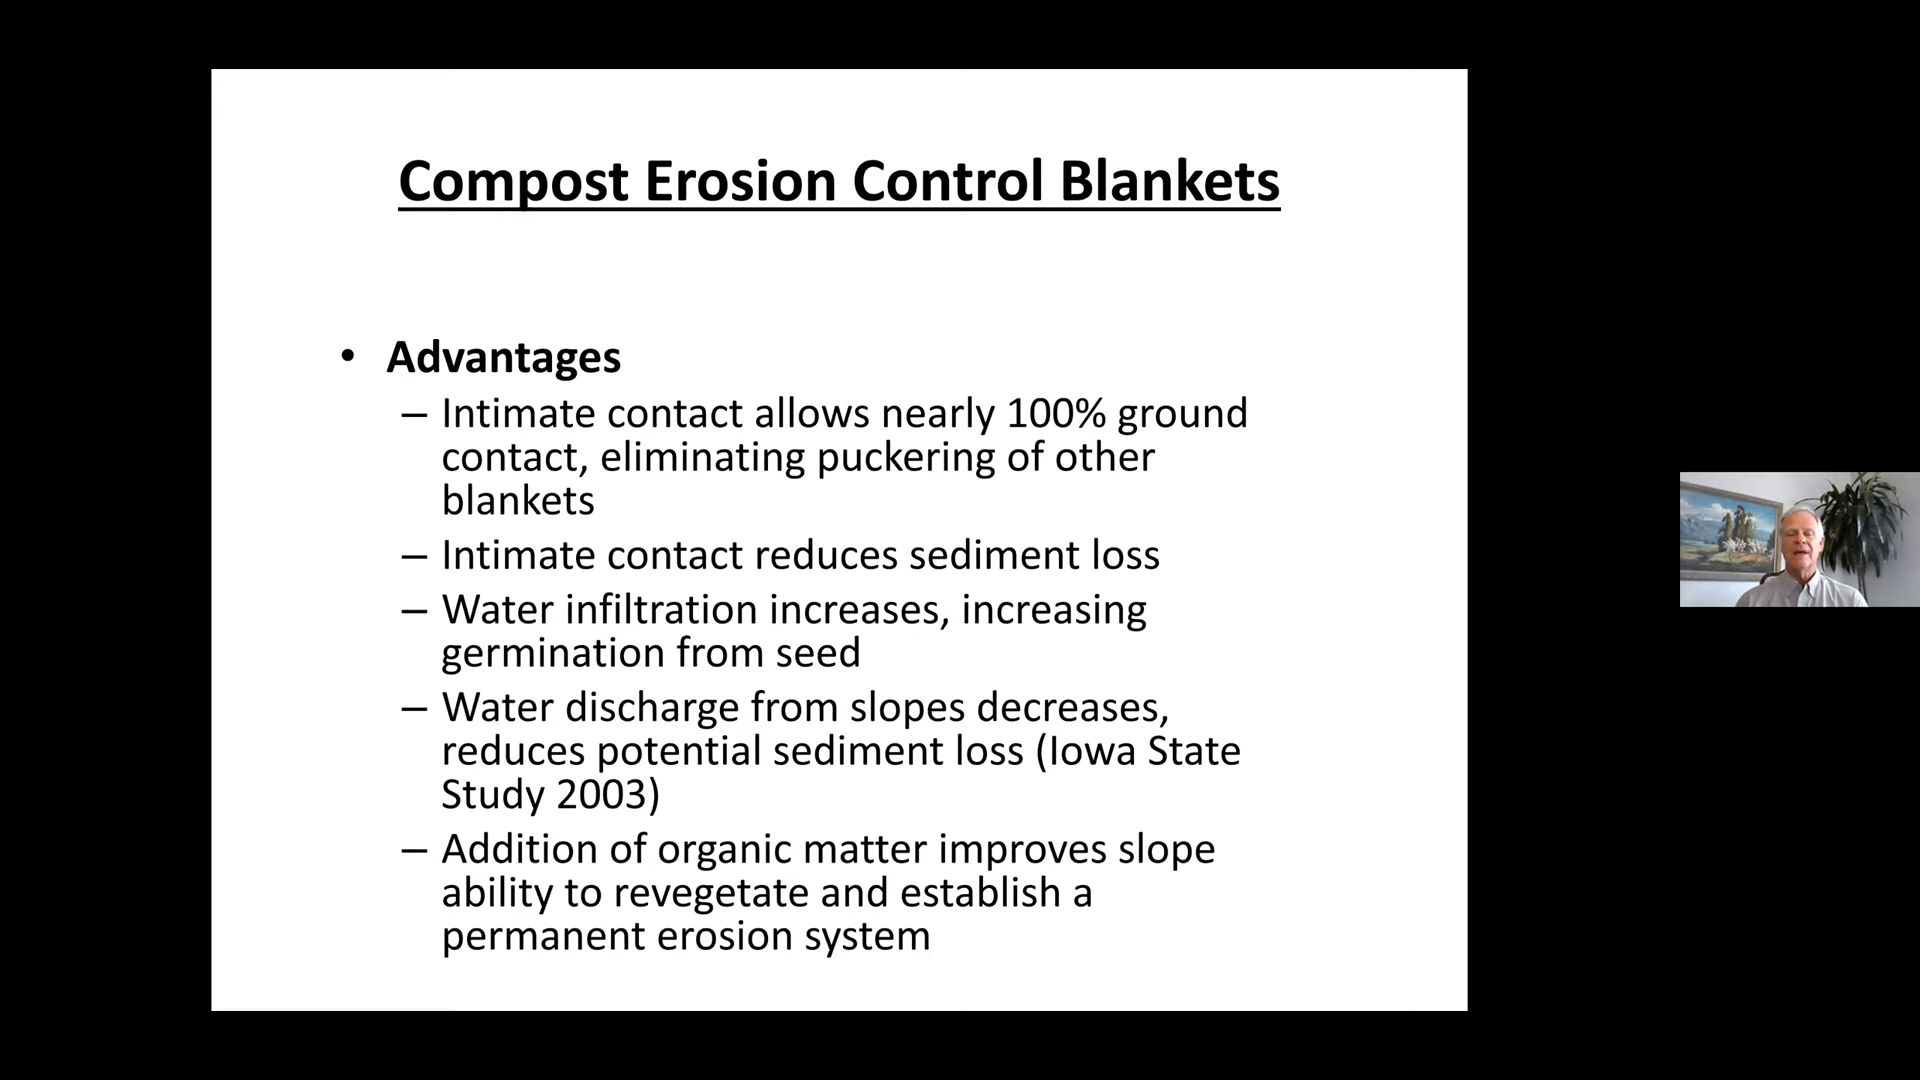 Compost Erosion Control Blankets
• Advantages
– Intimate contact allows nearly 100% ground
contact, eliminating puckering of other
blankets
– Intimate contact reduces sediment loss
– Water infiltration increases, increasing
germination from seed
– Water discharge from slopes decreases,
reduces potential sediment loss (Iowa State
Study 2003)
– Addition of organic matter improves slope
ability to revegetate and establish a
permanent erosion system